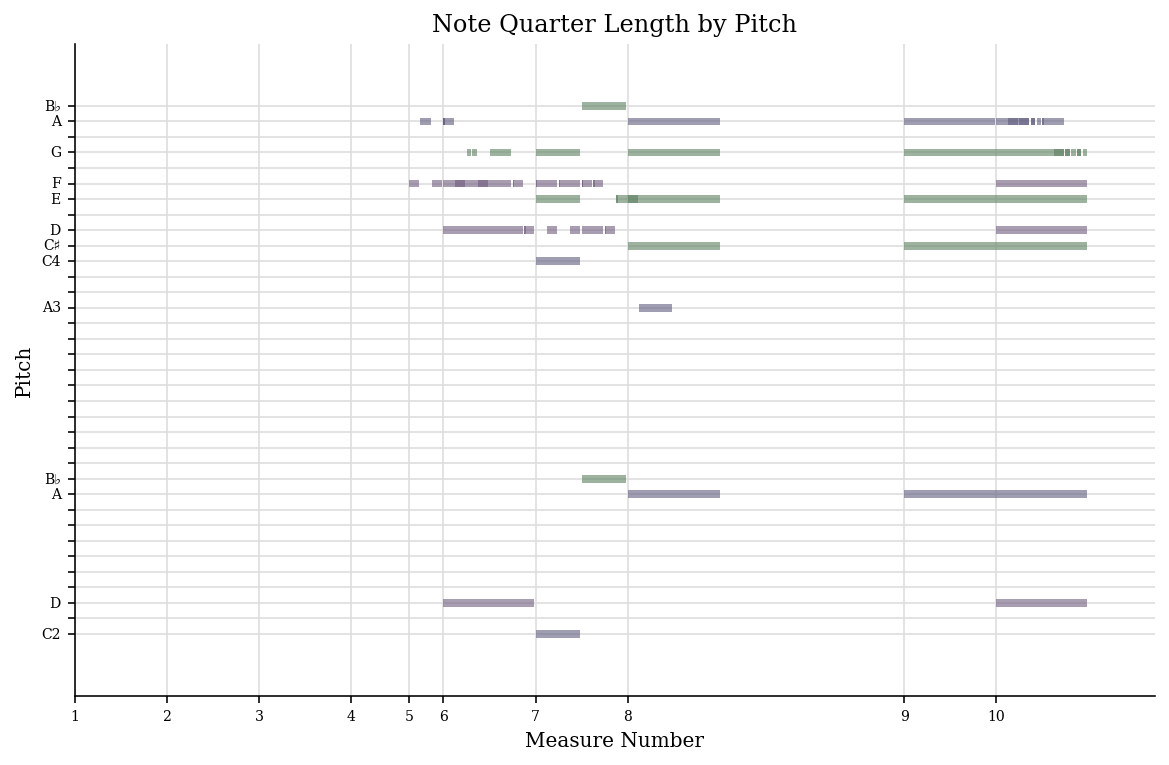 Note Quarter Length by Pitch
Pitch
B♭
A
G
F
E
D
C♯
C4
A3
B♭
A
D
C2
1 2 3 4 5 6 7 8 9 10
Measure Number